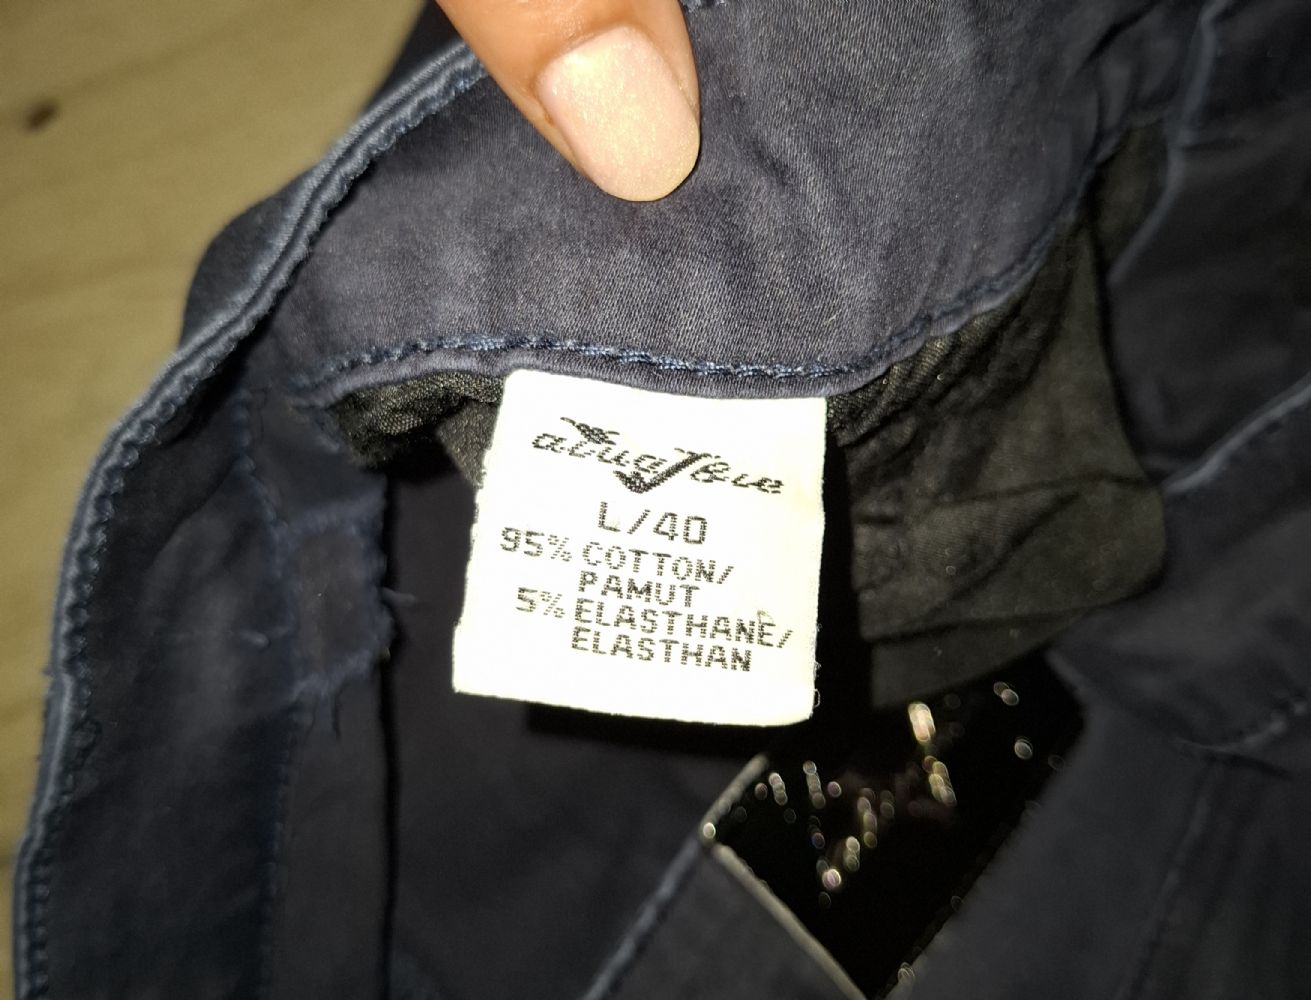 L/40
95% COTTON/
PAMUT
5% ELASTHANE/
ELASTHAN